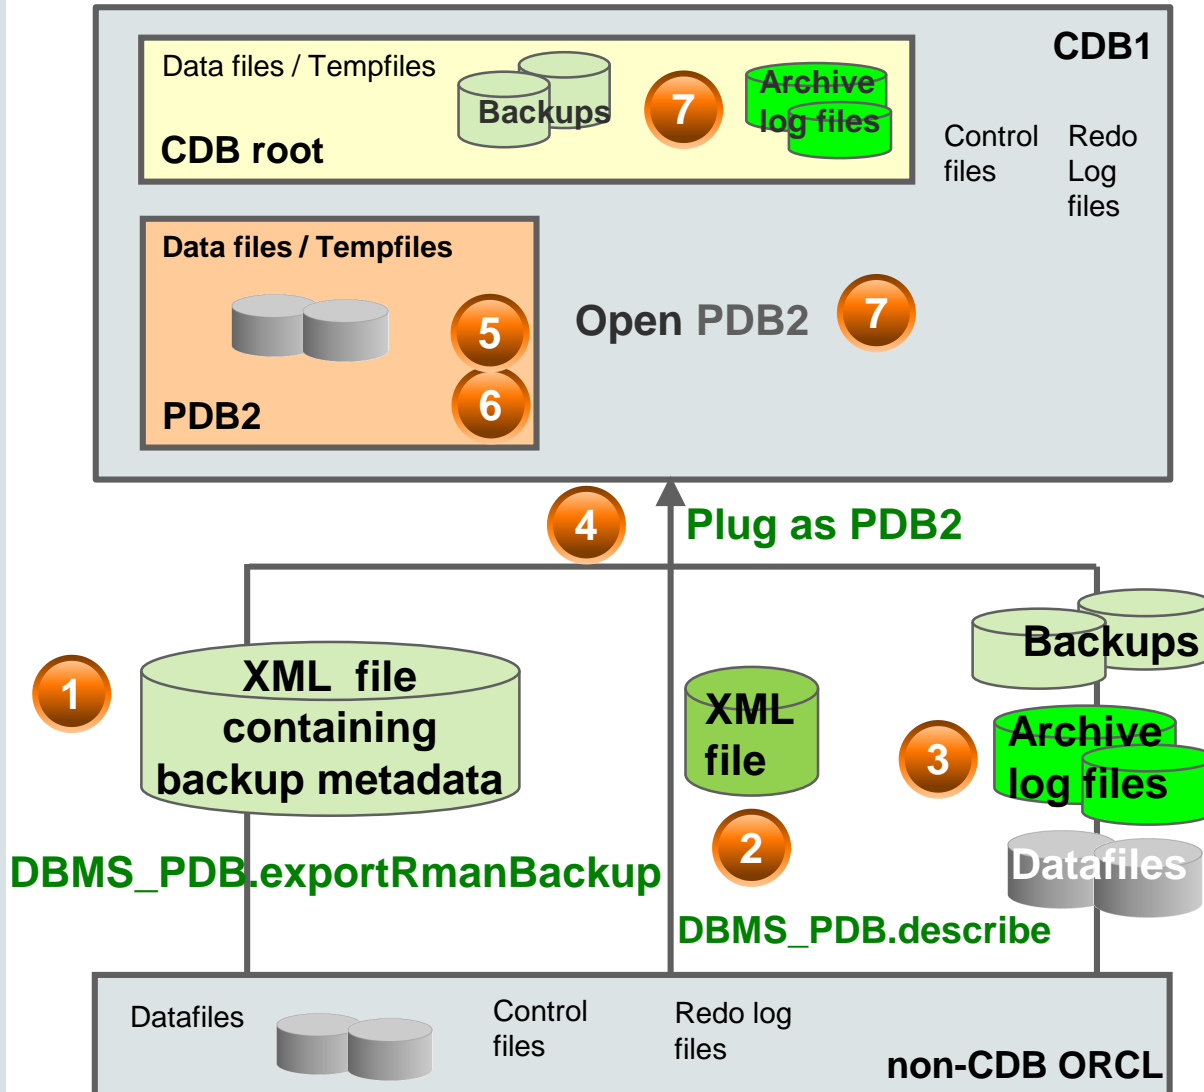 CDB1
Data files / Tempfiles
Backups
7
Archive
log files
CDB root
Control
files
Redo
Log
files
Data files / Tempfiles
5
6
PDB2
Open PDB2
7
4
Plug as PDB2
1
XML file
containing
backup metadata
XML
file
2
Backups
3
Archive
log files
Datafiles
DBMS_PDB.exportRmanBackup
DBMS_PDB.describe
Datafiles
Control
files
Redo log
files
non-CDB ORCL